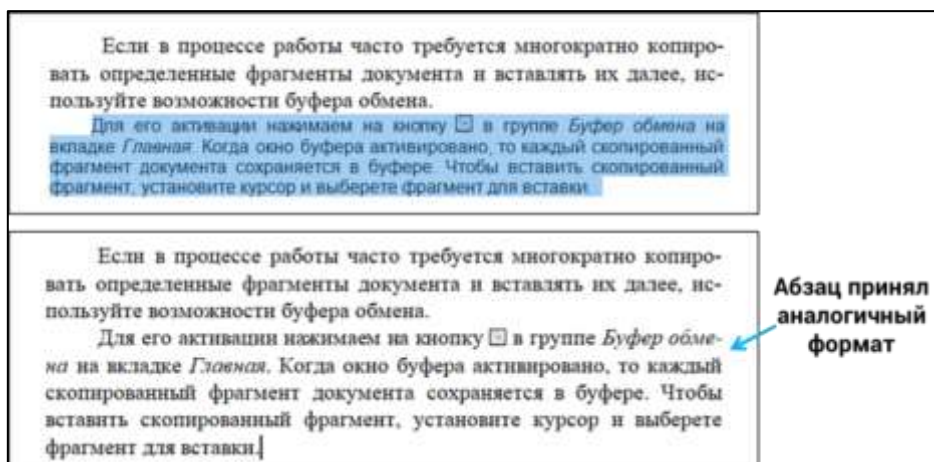 Если в процессе работы часто требуется многократно копиро-
вать определенные фрагменты документа и вставлять их далее, ис-
пользуйте возможности буфера обмена.
Для его активации нажимаем на кнопку в группе Буфер обмена на
вкладке Главная. Когда окно буфера активировано, то каждый скопированный
фрагмент документа сохраняется в буфере. Чтобы вставить скопированный
фрагмент, установите курсор и выберете фрагмент для вставки.
Если в процессе работы часто требуется многократно копиро-
вать определенные фрагменты документа и вставлять их далее, ис-
пользуйте возможности буфера обмена.
Для его активации нажимаем на кнопку в группе Буфер обме-
на на вкладке Главная. Когда окно буфера активировано, то каждый
скопированный фрагмент документа сохраняется в буфере. Чтобы
вставить скопированный фрагмент, установите курсор и выберете
фрагмент для вставки.
Абзац принял
аналогичный
формат